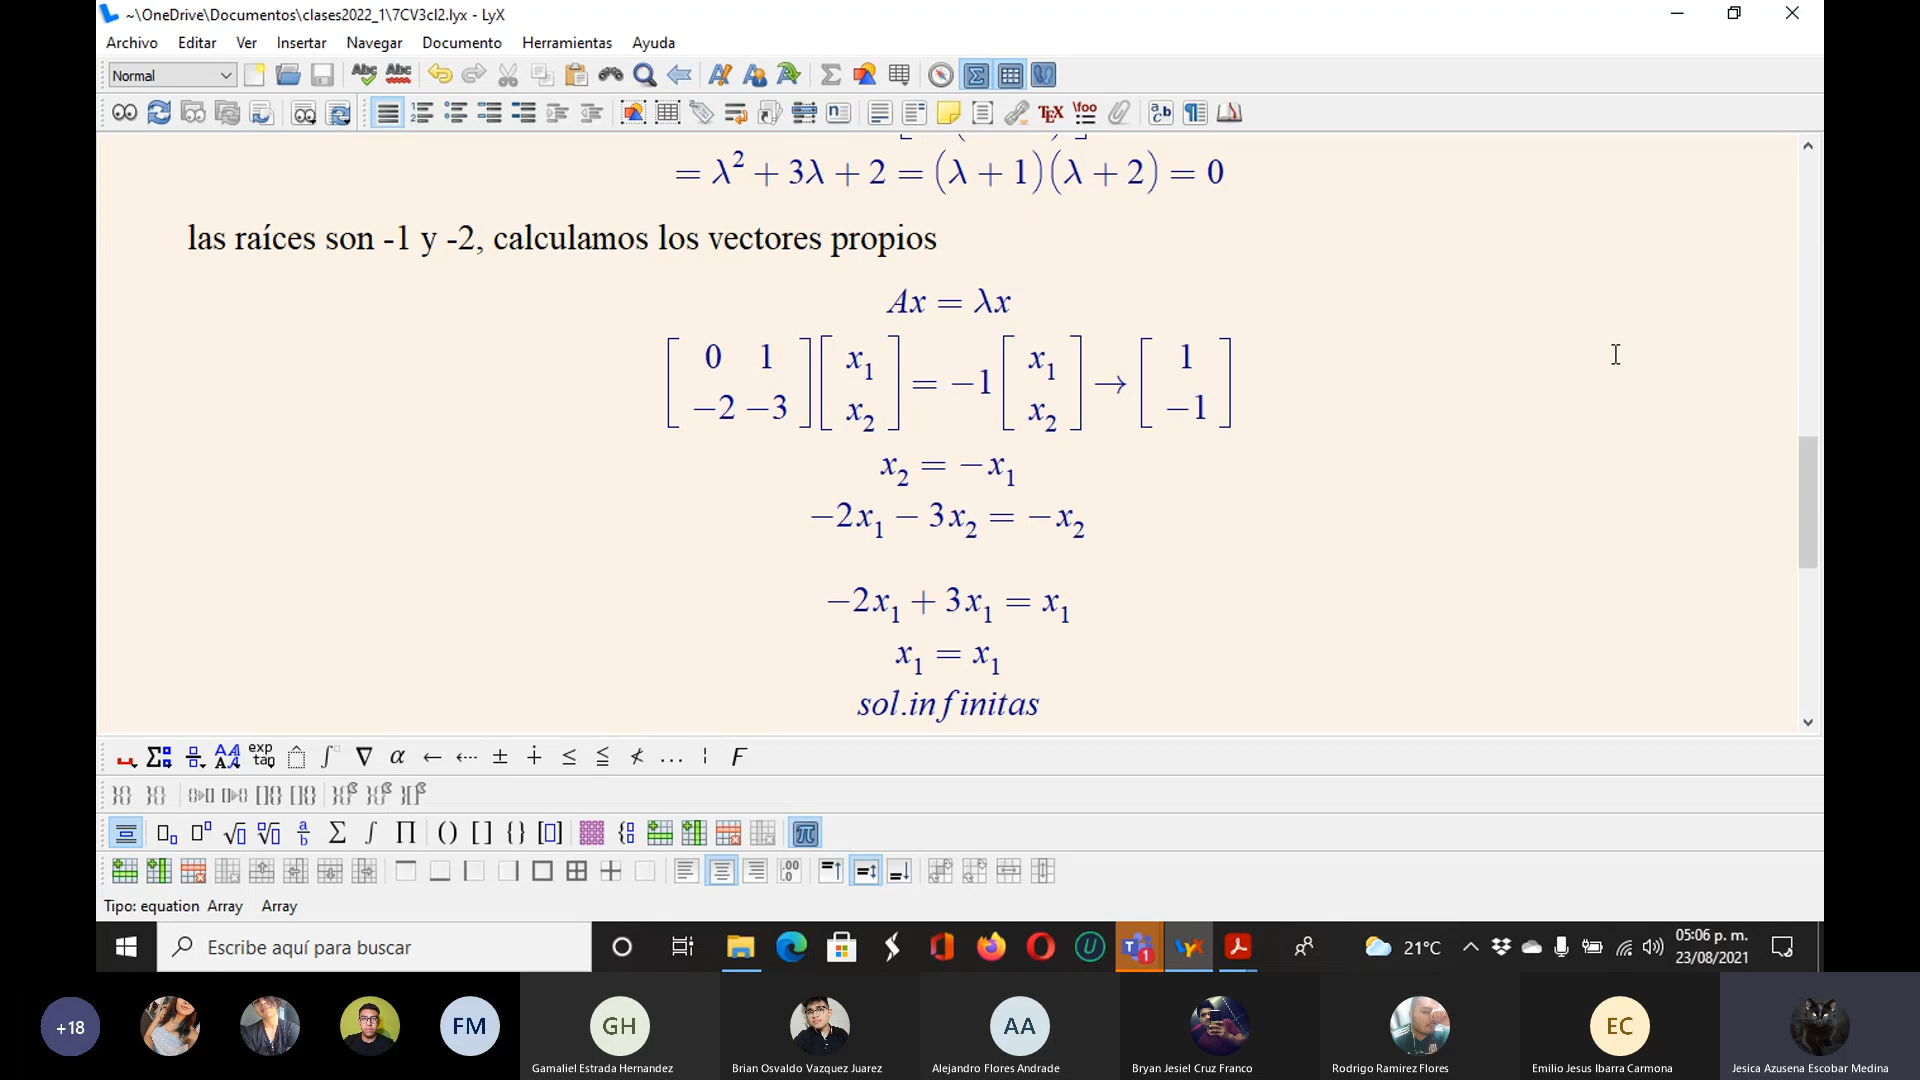 ~\OneDrive\Documentos\clases2022_1\7CV3cl2.lyx - LyX
Archivo Editar Ver Insertar Navegar Documento Herramientas Ayuda
Normal
= λ² + 3λ + 2 = (λ + 1)(λ + 2) = 0
las raíces son -1 y -2, calculamos los vectores propios
Ax = λx
[ 0 1 ; −2 −3 ] [ x₁ ; x₂ ] = −1 [ x₁ ; x₂ ] → [ 1 ; −1 ]
x₂ = −x₁
−2x₁ − 3x₂ = −x₂
−2x₁ + 3x₁ = x₁
x₁ = x₁
sol.infinitas
Tipo: equation Array Array
Escribe aquí para buscar
21°C
05:06 p. m.
23/08/2021
+18 FM GH AA EC
Gamaliel Estrada Hernandez Brian Osvaldo Vazquez Juarez Alejandro Flores Andrade Bryan Jesiel Cruz Franco Rodrigo Ramirez Flores Emilio Jesus Ibarra Carmona Jesica Azusena Escobar Medina